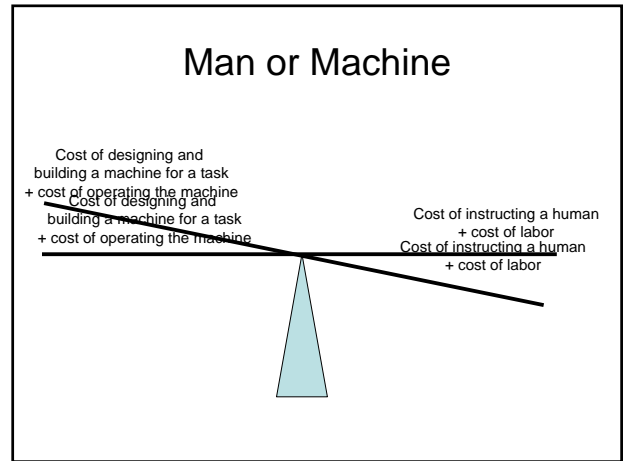 Man or Machine
Cost of designing and
building a machine for a task
+ cost of operating the machine
Cost of designing and
building a machine for a task
+ cost of operating the machine
Cost of instructing a human
+ cost of labor
Cost of instructing a human
+ cost of labor